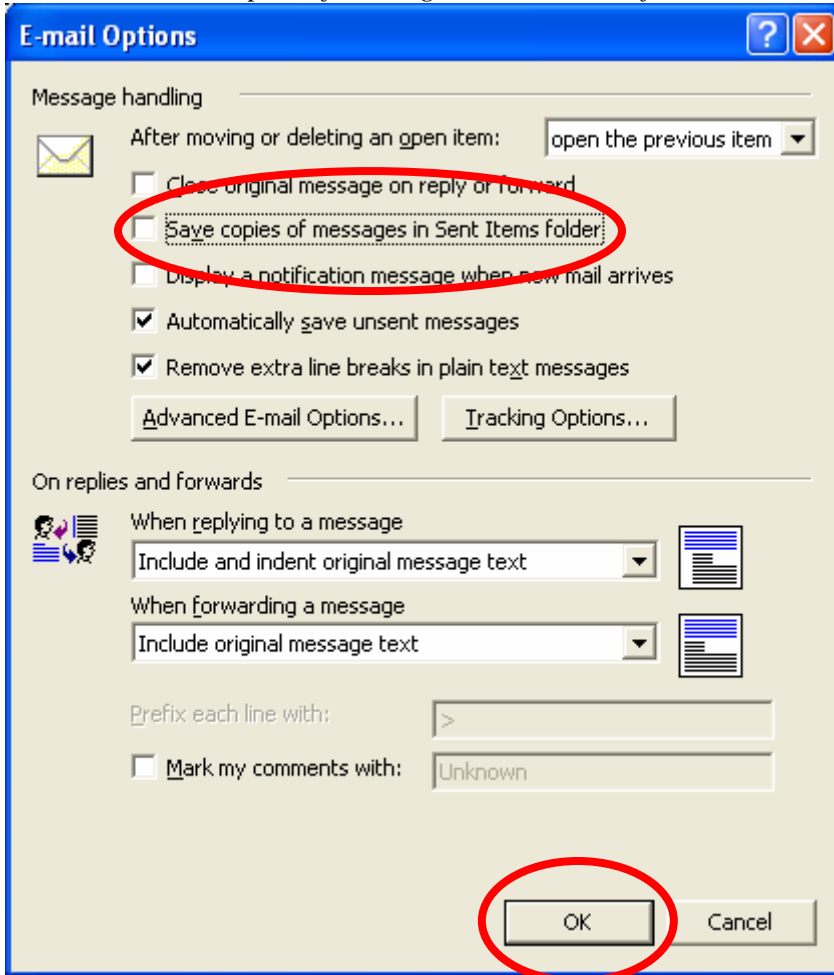 E-mail Options
Message handling
After moving or deleting an open item: open the previous item
Close original message on reply or forward
Save copies of messages in Sent Items folder
Display a notification message when new mail arrives
Automatically save unsent messages
Remove extra line breaks in plain text messages
Advanced E-mail Options... Tracking Options...
On replies and forwards
When replying to a message
Include and indent original message text
When forwarding a message
Include original message text
Prefix each line with: >
Mark my comments with: Unknown
OK Cancel